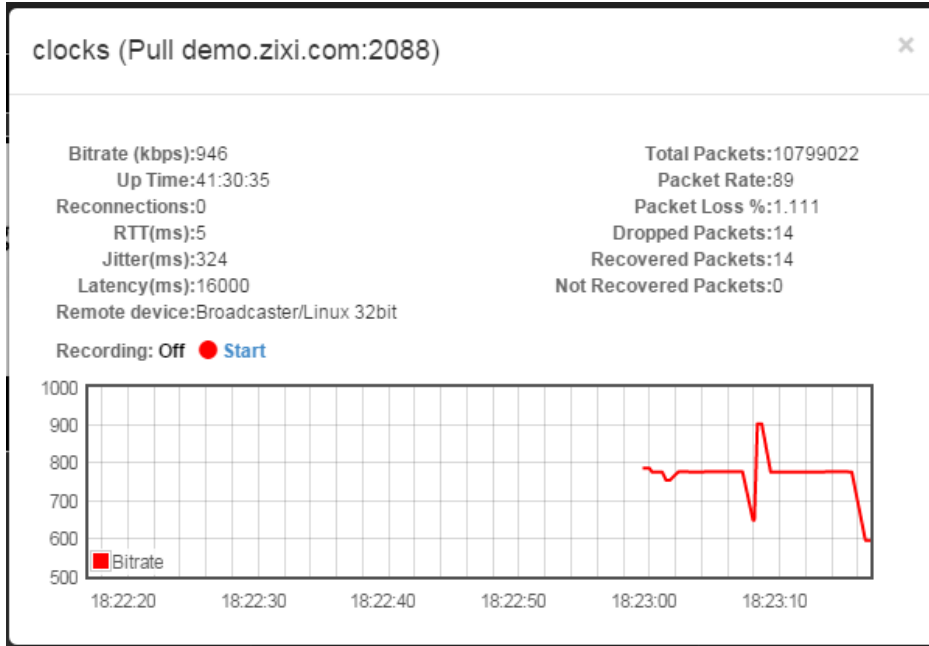 clocks (Pull demo.zixi.com:2088)
×
Bitrate (kbps):946
Up Time:41:30:35
Reconnections:0
RTT(ms):5
Jitter(ms):324
Latency(ms):16000
Remote device:Broadcaster/Linux 32bit
Total Packets:10799022
Packet Rate:89
Packet Loss %:1.111
Dropped Packets:14
Recovered Packets:14
Not Recovered Packets:0
Recording: Off Start
1000
900
800
700
600
500
Bitrate
18:22:20 18:22:30 18:22:40 18:22:50 18:23:00 18:23:10